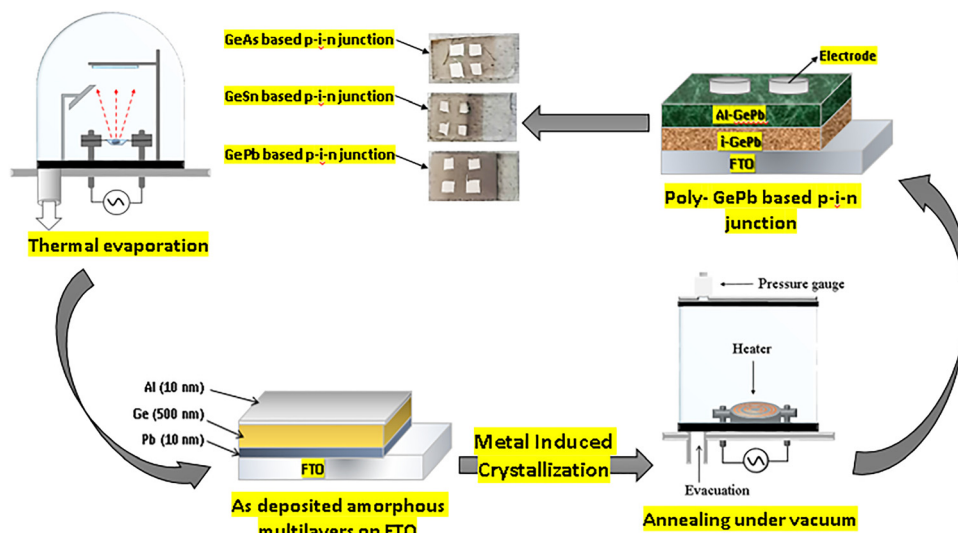 GeAs based p-i-n junction
GeSn based p-i-n junction
GePb based p-i-n junction
Electrode
Al-GePb
i-GePb
FTO
Poly- GePb based p-i-n
junction
Thermal evaporation
Pressure gauge
Heater
Evacuation
Annealing under vacuum
Al (10 nm)
Ge (500 nm)
Pb (10 nm)
FTO
As deposited amorphous
multilayers on FTO
Metal Induced
Crystallization